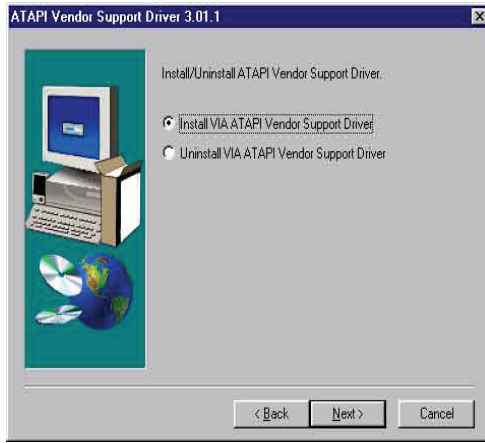 ATAPI Vendor Support Driver 3.01.1
Install/Uninstall ATAPI Vendor Support Driver.
Install VIA ATAPI Vendor Support Driver
Uninstall VIA ATAPI Vendor Support Driver
< Back
Next >
Cancel